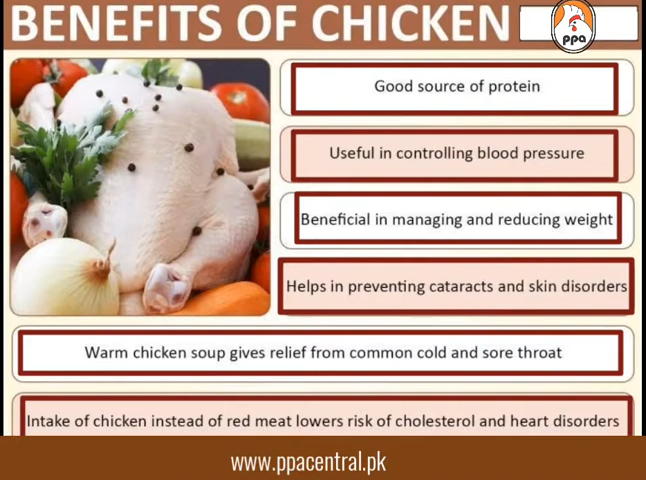 BENEFITS OF CHICKEN
ppa
Good source of protein
Useful in controlling blood pressure
Beneficial in managing and reducing weight
Helps in preventing cataracts and skin disorders
Warm chicken soup gives relief from common cold and sore throat
Intake of chicken instead of red meat lowers risk of cholesterol and heart disorders
www.ppacentral.pk